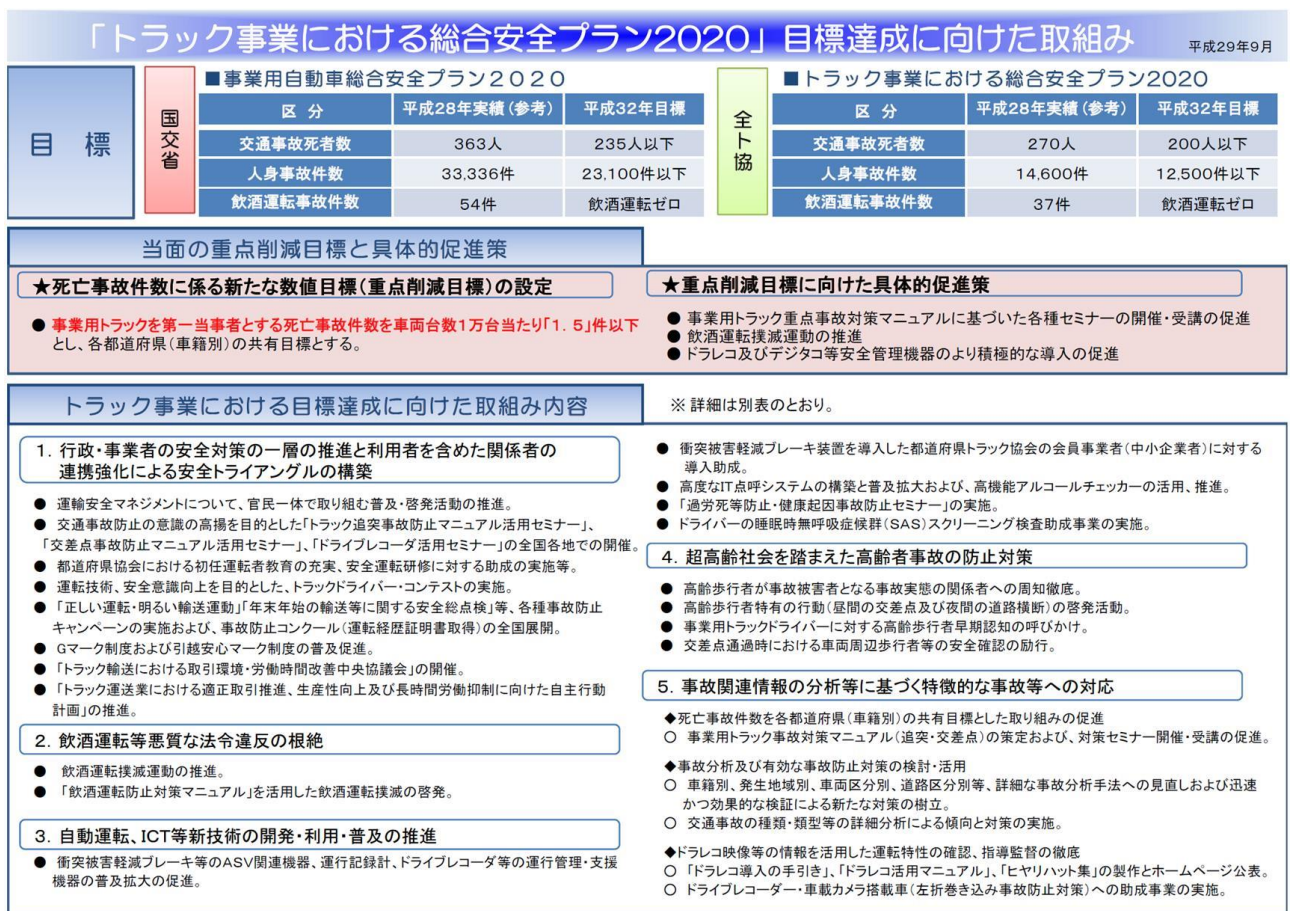 「トラック事業における総合安全プラン2020」目標達成に向けた取組み
平成29年9月
目 標
国交省
■事業用自動車総合安全プラン2020
区 分 平成28年実績(参考) 平成32年目標
交通事故死者数 363人 235人以下
人身事故件数 33,336件 23,100件以下
飲酒運転事故件数 54件 飲酒運転ゼロ
全ト協
■トラック事業における総合安全プラン2020
区 分 平成28年実績(参考) 平成32年目標
交通事故死者数 270人 200人以下
人身事故件数 14,600件 12,500件以下
飲酒運転事故件数 37件 飲酒運転ゼロ
当面の重点削減目標と具体的促進策
★死亡事故件数に係る新たな数値目標(重点削減目標)の設定
● 事業用トラックを第一当事者とする死亡事故件数を車両台数1万台当たり「1.5」件以下
とし、各都道府県(車籍別)の共有目標とする。
★重点削減目標に向けた具体的促進策
● 事業用トラック重点事故対策マニュアルに基づいた各種セミナーの開催・受講の促進
● 飲酒運転撲滅運動の推進
● ドラレコ及びデジタコ等安全管理機器のより積極的な導入の促進
トラック事業における目標達成に向けた取組み内容
※ 詳細は別表のとおり。
1.行政・事業者の安全対策の一層の推進と利用者を含めた関係者の
連携強化による安全トライアングルの構築
● 運輸安全マネジメントについて、官民一体で取り組む普及・啓発活動の推進。
● 交通事故防止の意識の高揚を目的とした「トラック追突事故防止マニュアル活用セミナー」、
「交差点事故防止マニュアル活用セミナー」、「ドライブレコーダ活用セミナー」の全国各地での開催。
● 都道府県協会における初任運転者教育の充実、安全運転研修に対する助成の実施等。
● 運転技術、安全意識向上を目的とした、トラックドライバー・コンテストの実施。
● 「正しい運転・明るい輸送運動」「年末年始の輸送等に関する安全総点検」等、各種事故防止
キャンペーンの実施および、事故防止コンクール(運転経歴証明書取得)の全国展開。
● Gマーク制度および引越安心マーク制度の普及促進。
● 「トラック輸送における取引環境・労働時間改善中央協議会」の開催。
● 「トラック運送業における適正取引推進、生産性向上及び長時間労働抑制に向けた自主行動
計画」の推進。
2.飲酒運転等悪質な法令違反の根絶
● 飲酒運転撲滅運動の推進。
● 「飲酒運転防止対策マニュアル」を活用した飲酒運転撲滅の啓発。
3.自動運転、ICT等新技術の開発・利用・普及の推進
● 衝突被害軽減ブレーキ等のASV関連機器、運行記録計、ドライブレコーダ等の運行管理・支援
機器の普及拡大の促進。
● 衝突被害軽減ブレーキ装置を導入した都道府県トラック協会の会員事業者(中小企業者)に対する
導入助成。
● 高度なIT点呼システムの構築と普及拡大および、高機能アルコールチェッカーの活用、推進。
● 「過労死等防止・健康起因事故防止セミナー」の実施。
● ドライバーの睡眠時無呼吸症候群(SAS)スクリーニング検査助成事業の実施。
4.超高齢社会を踏まえた高齢者事故の防止対策
● 高齢歩行者が事故被害者となる事故実態の関係者への周知徹底。
● 高齢歩行者特有の行動(昼間の交差点及び夜間の道路横断)の啓発活動。
● 事業用トラックドライバーに対する高齢歩行者早期認知の呼びかけ。
● 交差点通過時における車両周辺歩行者等の安全確認の励行。
5.事故関連情報の分析等に基づく特徴的な事故等への対応
◆死亡事故件数を各都道府県(車籍別)の共有目標とした取り組みの促進
○ 事業用トラック事故対策マニュアル(追突・交差点)の策定および、対策セミナー開催・受講の促進。
◆事故分析及び有効な事故防止対策の検討・活用
○ 車籍別、発生地域別、車両区分別、道路区分別等、詳細な事故分析手法への見直しおよび迅速
かつ効果的な検証による新たな対策の樹立。
○ 交通事故の種類・類型等の詳細分析による傾向と対策の実施。
◆ドラレコ映像等の情報を活用した運転特性の確認、指導監督の徹底
○ 「ドラレコ導入の手引き」、「ドラレコ活用マニュアル」、「ヒヤリハット集」の製作とホームページ公表。
○ ドライブレコーダー・車載カメラ搭載車(左折巻き込み事故防止対策)への助成事業の実施。